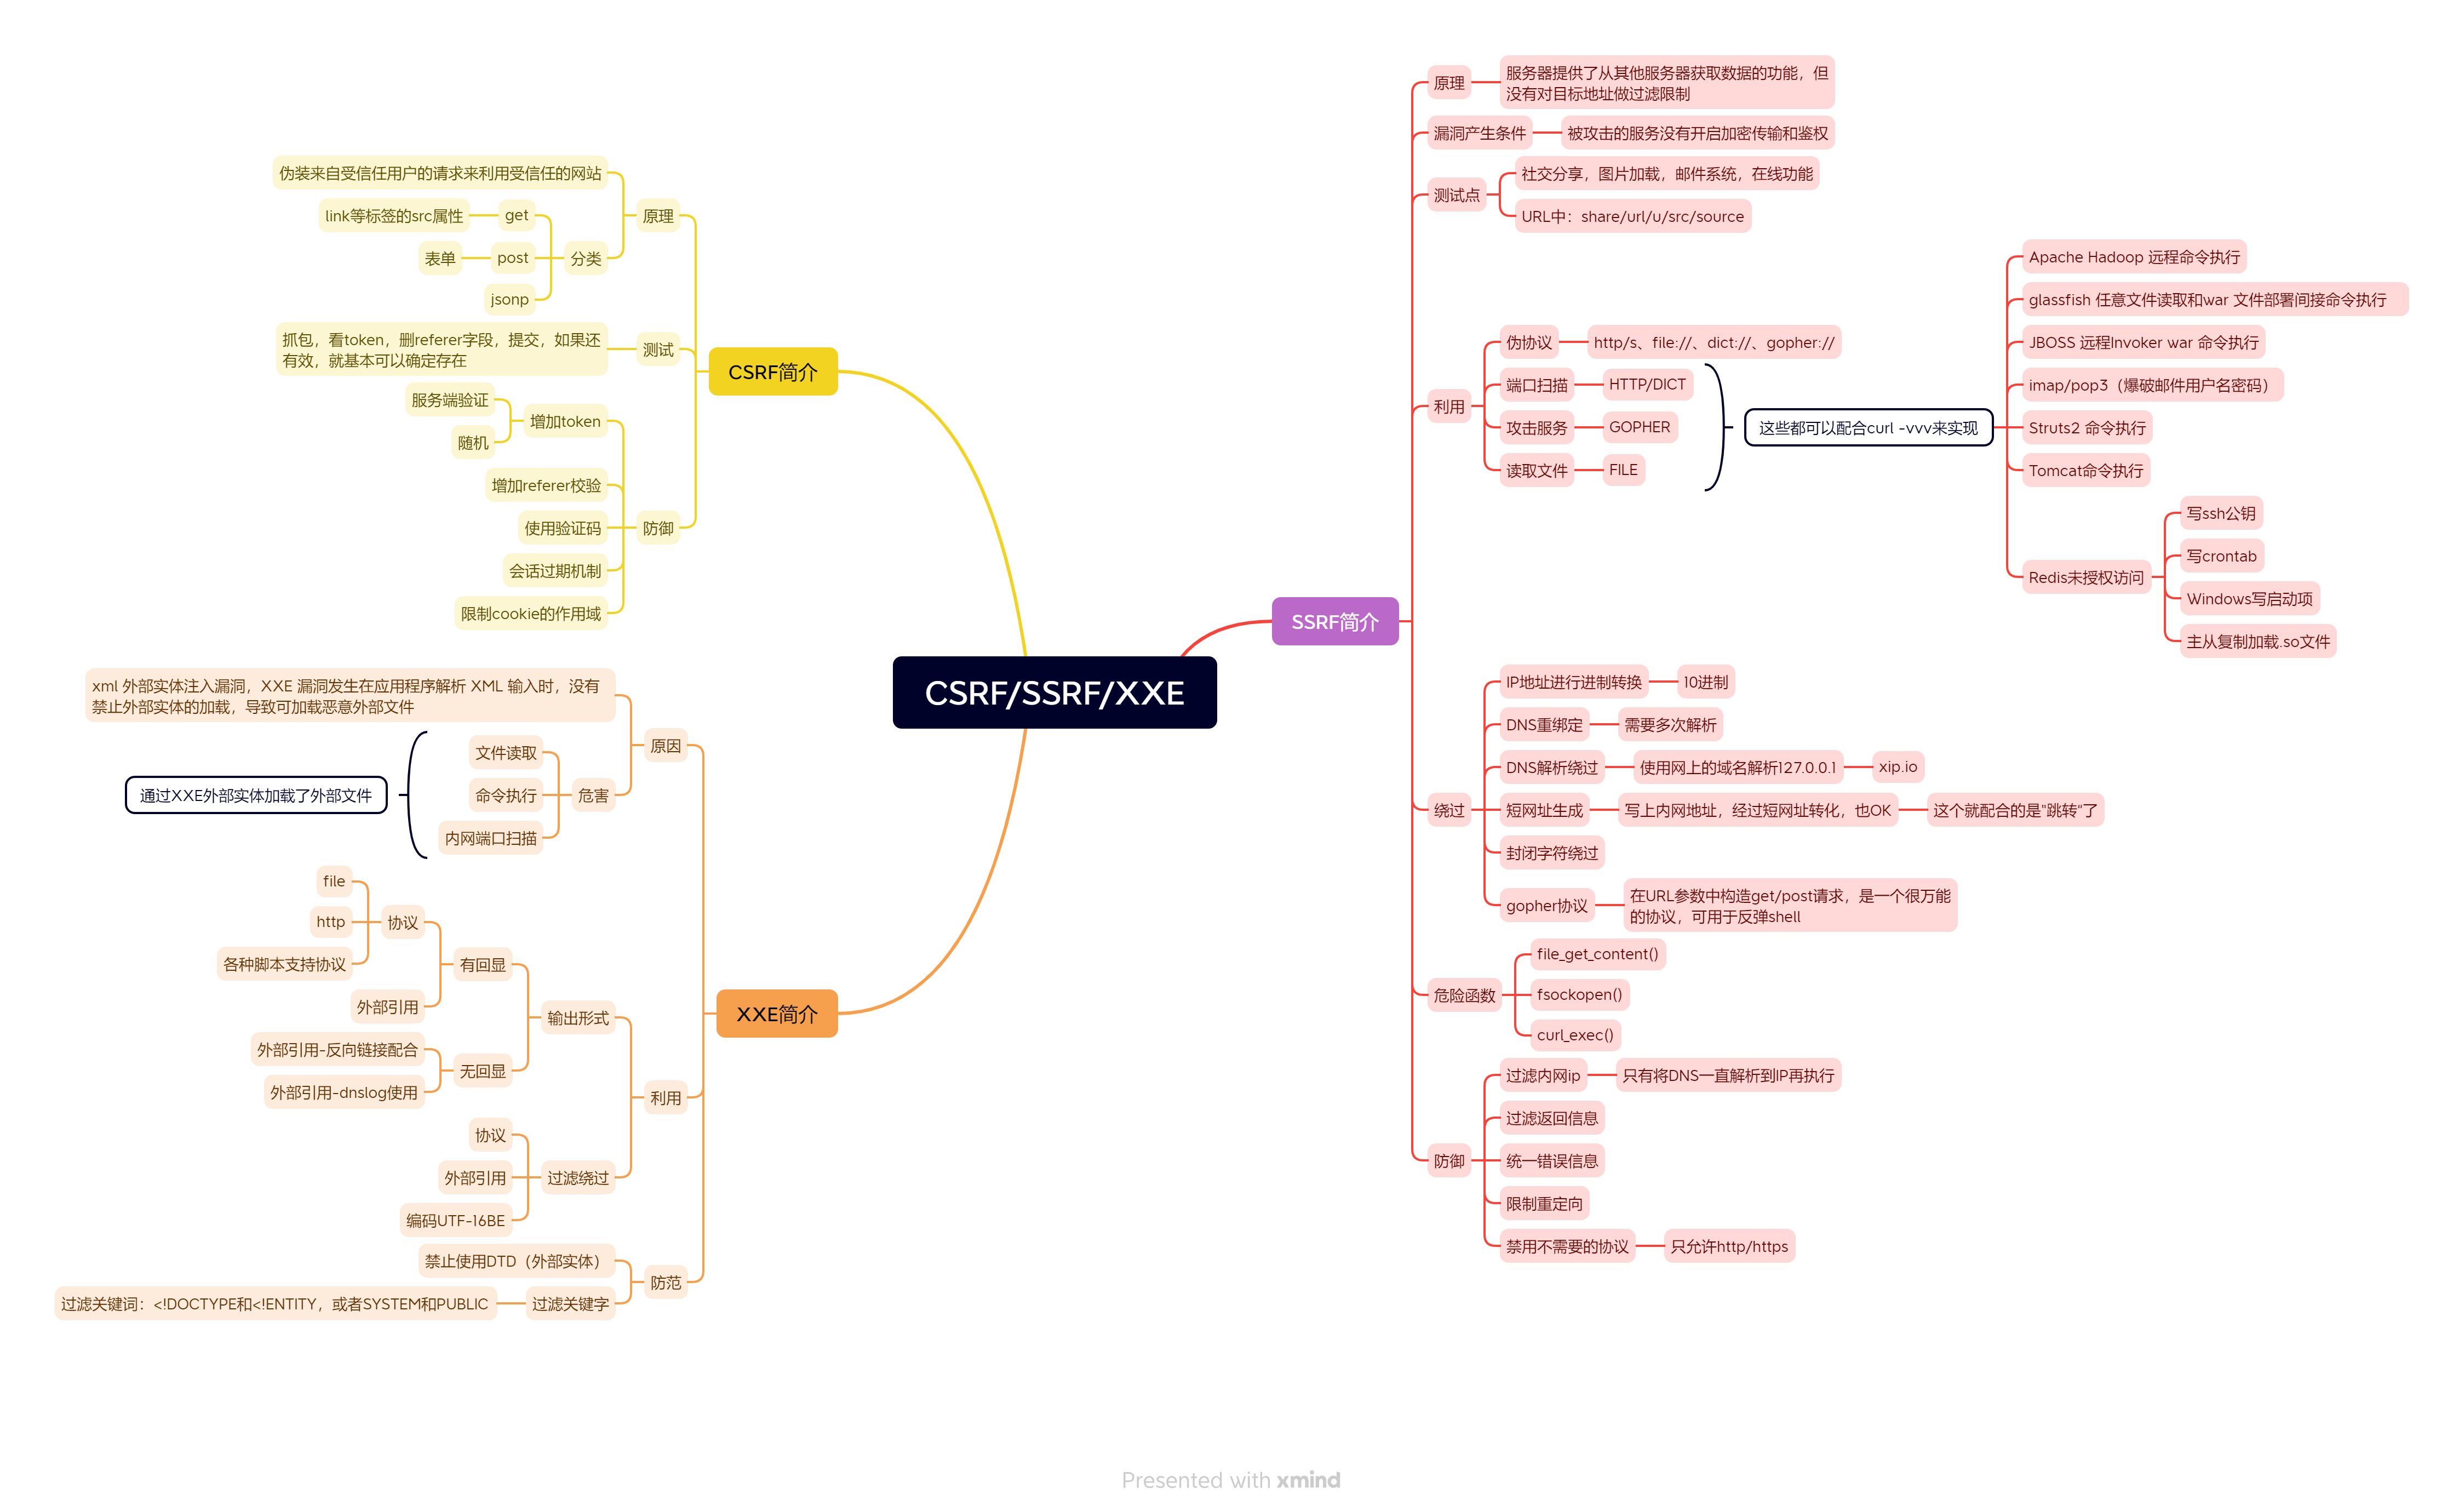 CSRF/SSRF/XXE
CSRF简介
原理
伪装来自受信任用户的请求来利用受信任的网站
分类
get
link等标签的src属性
post
表单
jsonp
测试
抓包，看token，删referer字段，提交，如果还
有效，就基本可以确定存在
防御
增加token
服务端验证
随机
增加referer校验
使用验证码
会话过期机制
限制cookie的作用域
XXE简介
原因
xml 外部实体注入漏洞，XXE 漏洞发生在应用程序解析 XML 输入时，没有
禁止外部实体的加载，导致可加载恶意外部文件
危害
文件读取
命令执行
内网端口扫描
通过XXE外部实体加载了外部文件
利用
输出形式
有回显
协议
file
http
各种脚本支持协议
外部引用
无回显
外部引用-反向链接配合
外部引用-dnslog使用
过滤绕过
协议
外部引用
编码UTF-16BE
防范
禁止使用DTD（外部实体）
过滤关键字
过滤关键词：<!DOCTYPE和<!ENTITY，或者SYSTEM和PUBLIC
SSRF简介
原理
服务器提供了从其他服务器获取数据的功能，但
没有对目标地址做过滤限制
漏洞产生条件
被攻击的服务没有开启加密传输和鉴权
测试点
社交分享，图片加载，邮件系统，在线功能
URL中：share/url/u/src/source
利用
伪协议
http/s、file://、dict://、gopher://
端口扫描
HTTP/DICT
攻击服务
GOPHER
读取文件
FILE
这些都可以配合curl -vvv来实现
Apache Hadoop 远程命令执行
glassfish 任意文件读取和war 文件部署间接命令执行
JBOSS 远程Invoker war 命令执行
imap/pop3（爆破邮件用户名密码）
Struts2 命令执行
Tomcat命令执行
Redis未授权访问
写ssh公钥
写crontab
Windows写启动项
主从复制加载.so文件
绕过
IP地址进行进制转换
10进制
DNS重绑定
需要多次解析
DNS解析绕过
使用网上的域名解析127.0.0.1
xip.io
短网址生成
写上内网地址，经过短网址转化，也OK
这个就配合的是"跳转"了
封闭字符绕过
gopher协议
在URL参数中构造get/post请求，是一个很万能
的协议，可用于反弹shell
危险函数
file_get_content()
fsockopen()
curl_exec()
防御
过滤内网ip
只有将DNS一直解析到IP再执行
过滤返回信息
统一错误信息
限制重定向
禁用不需要的协议
只允许http/https
Presented with xmind